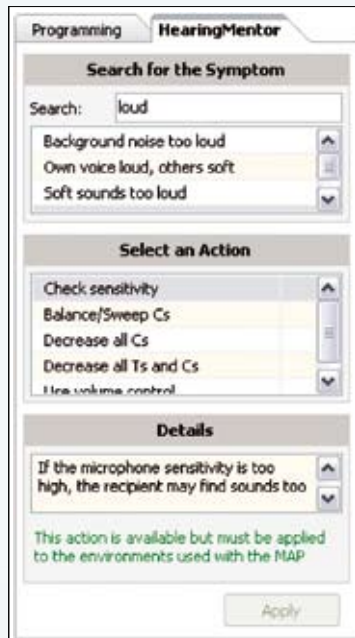 Programming HearingMentor
Search for the Symptom
Search: loud
Background noise too loud
Own voice loud, others soft
Soft sounds too loud
Select an Action
Check sensitivity
Balance/Sweep Cs
Decrease all Cs
Decrease all Ts and Cs
Use volume control
Details
If the microphone sensitivity is too
high, the recipient may find sounds too
This action is available but must be applied
to the environments used with the MAP
Apply